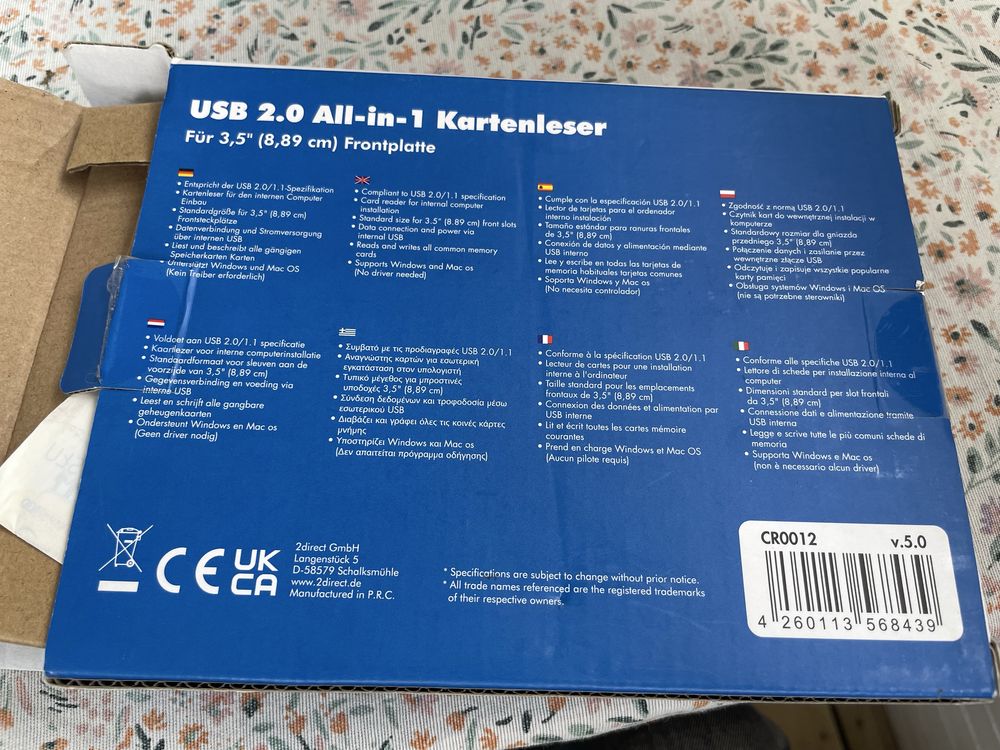 USB 2.0 All-in-1 Kartenleser
Für 3,5" (8,89 cm) Frontplatte
• Entspricht der USB 2.0/1.1-Spezifikation
• Kartenleser für den internen Computer
Einbau
• Standardgröße für 3,5" (8,89 cm)
Frontsteckplätze
• Datenverbindung und Stromversorgung
über internen USB
• Liest und beschreibt alle gängigen
Speicherkarten Karten
• Unterstützt Windows und Mac OS
(Kein Treiber erforderlich)
• Compliant to USB 2.0/1.1 specification
• Card reader for internal computer
installation
• Standard size for 3.5" (8.89 cm) front slots
• Data connection and power via
internal USB
• Reads and writes all common memory
cards
• Supports Windows and Mac os
(No driver needed)
• Cumple con la especificación USB 2.0/1.1
• Lector de tarjetas para el ordenador
interno instalación
• Tamaño estándar para ranuras frontales
de 3,5" (8,89 cm)
• Conexión de datos y alimentación mediante
USB interno
• Lee y escribe en todas las tarjetas de
memoria habituales tarjetas comunes
• Soporta Windows y Mac os
(No necesita controlador)
• Zgodność z normą USB 2.0/1.1
• Czytnik kart do wewnętrznej instalacji w
komputerze
• Standardowy rozmiar dla gniazda
przedniego 3,5" (8,89 cm)
• Połączenie danych i zasilanie przez
wewnętrzne złącze USB
• Odczytuje i zapisuje wszystkie popularne
karty pamięci
• Obsługa systemów Windows i Mac OS
(nie są potrzebne sterowniki)
• Voldoet aan USB 2.0/1.1 specificatie
• Kaartlezer voor interne computerinstallatie
• Standaardformaat voor sleuven aan de
voorzijde van 3,5" (8,89 cm)
• Gegevensverbinding en voeding via
interne USB
• Leest en schrijft alle gangbare
geheugenkaarten
• Ondersteunt Windows en Mac os
(Geen driver nodig)
• Συμβατό με τις προδιαγραφές USB 2.0/1.1
• Αναγνώστης καρτών για εσωτερική
εγκατάσταση στον υπολογιστή
• Τυπικό μέγεθος για μπροστινές
υποδοχές 3,5" (8,89 cm)
• Σύνδεση δεδομένων και τροφοδοσία μέσω
εσωτερικού USB
• Διαβάζει και γράφει όλες τις κοινές κάρτες
μνήμης
• Υποστηρίζει Windows και Mac os
(Δεν απαιτείται πρόγραμμα οδήγησης)
• Conforme à la spécification USB 2.0/1.1
• Lecteur de cartes pour une installation
interne à l'ordinateur
• Taille standard pour les emplacements
frontaux de 3,5" (8,89 cm)
• Connexion des données et alimentation par
USB interne
• Lit et écrit toutes les cartes mémoire
courantes
• Prend en charge Windows et Mac OS
(Aucun pilote requis)
• Conforme alle specifiche USB 2.0/1.1
• Lettore di schede per installazione interna al
computer
• Dimensioni standard per slot frontali
da 3,5" (8,89 cm)
• Connessione dati e alimentazione tramite
USB interna
• Legge e scrive tutte le più comuni schede di
memoria
• Supporta Windows e Mac os
(non è necessario alcun driver)
CE
UK
CA
2direct GmbH
Langenstück 5
D-58579 Schalksmühle
www.2direct.de
Manufactured in P.R.C.
* Specifications are subject to change without prior notice.
* All trade names referenced are the registered trademarks
of their respective owners.
CR0012 v.5.0
4 260113 568439